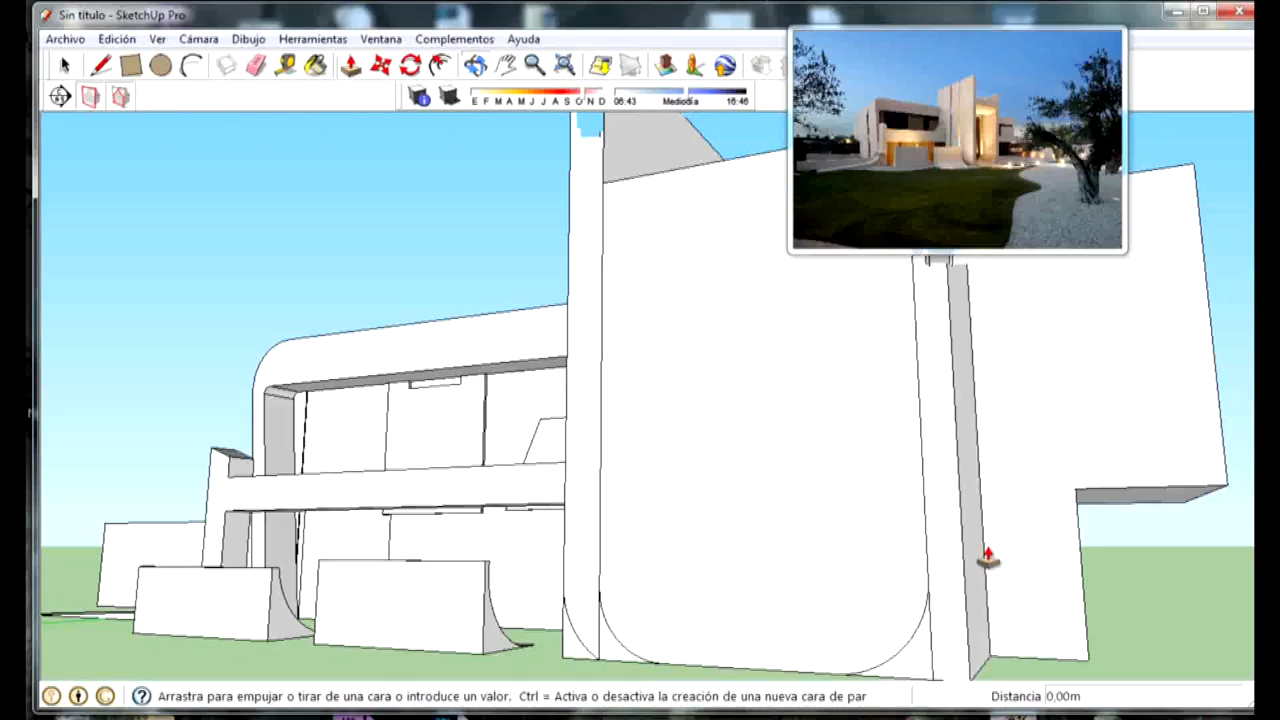 Sin título - SketchUp Pro
Archivo Edición Ver Cámara Dibujo Herramientas Ventana Complementos Ayuda
E F M A M J J A S O N D 06:43 Mediodía 16:46
Arrastra para empujar o tirar de una cara o introduce un valor. Ctrl = Activa o desactiva la creación de una nueva cara de par
Distancia 0,00m